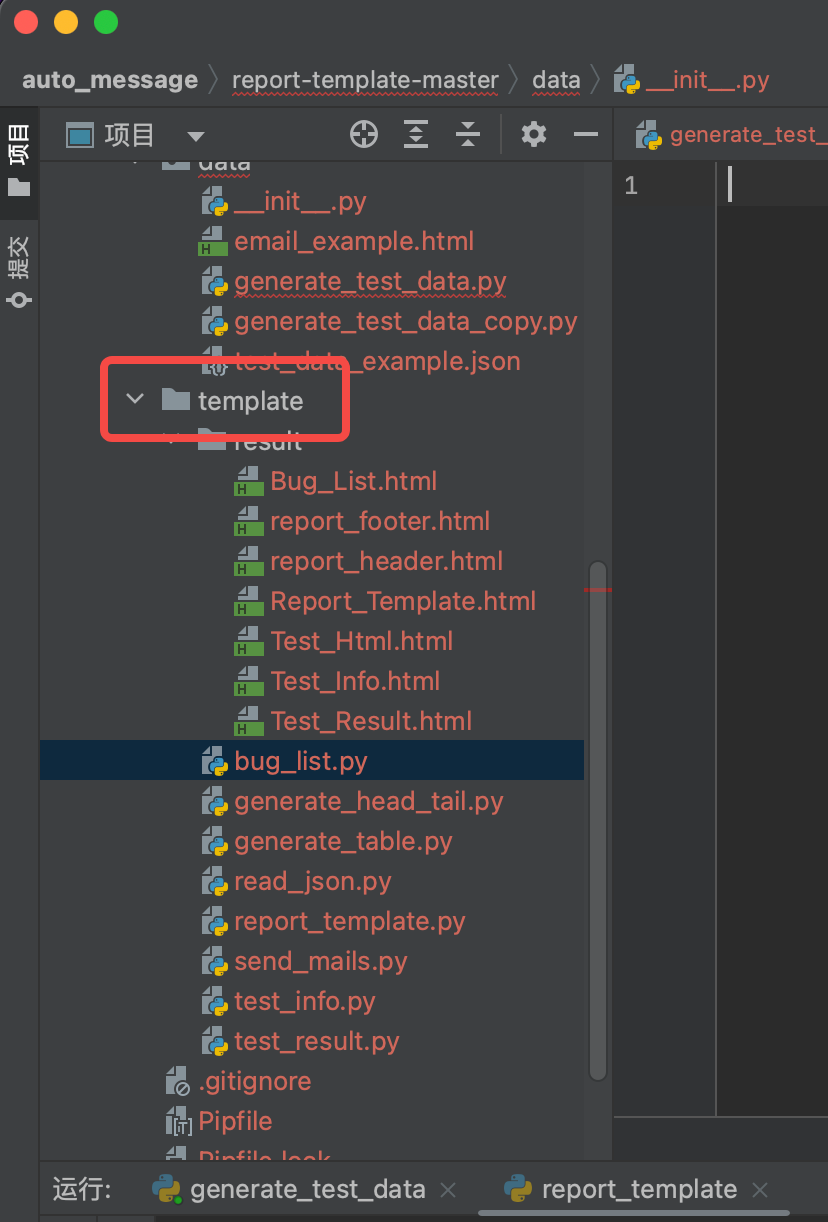 auto_message
report-template-master
data
__init__.py
项目
项目
generate_test_
提交
data
__init__.py
1
email_example.html
generate_test_data.py
generate_test_data_copy.py
test_data_example.json
template
result
Bug_List.html
report_footer.html
report_header.html
Report_Template.html
Test_Html.html
Test_Info.html
Test_Result.html
bug_list.py
generate_head_tail.py
generate_table.py
read_json.py
report_template.py
send_mails.py
test_info.py
test_result.py
.gitignore
Pipfile
Pipfile.lock
运行:
generate_test_data
report_template